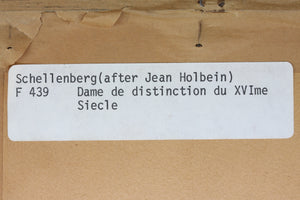 Schellenberg(after Jean Holbein)
F 439 Dame de distinction du XVIme
Siecle